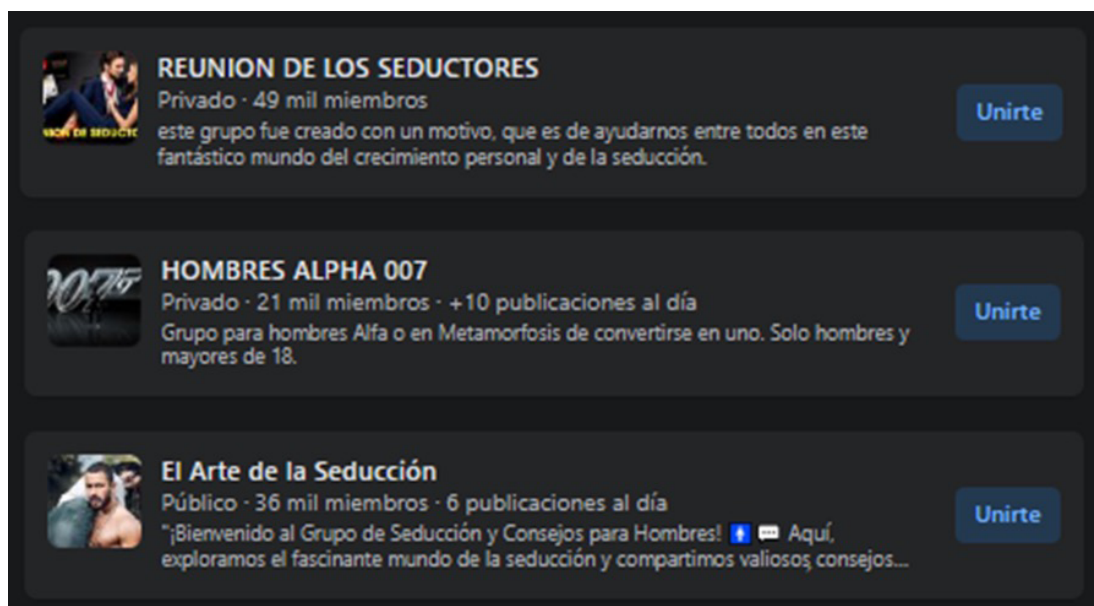 REUNION DE LOS SEDUCTORES
Privado · 49 mil miembros
este grupo fue creado con un motivo, que es de ayudarnos entre todos en este
fantástico mundo del crecimiento personal y de la seducción.
Unirte
NION DE SEDUCTO
HOMBRES ALPHA 007
Privado · 21 mil miembros · +10 publicaciones al día
Grupo para hombres Alfa o en Metamorfosis de convertirse en uno. Solo hombres y
mayores de 18.
Unirte
007
El Arte de la Seducción
Público · 36 mil miembros · 6 publicaciones al día
"¡Bienvenido al Grupo de Seducción y Consejos para Hombres! 🚹 💬 Aquí,
exploramos el fascinante mundo de la seducción y compartimos valiosos consejos...
Unirte